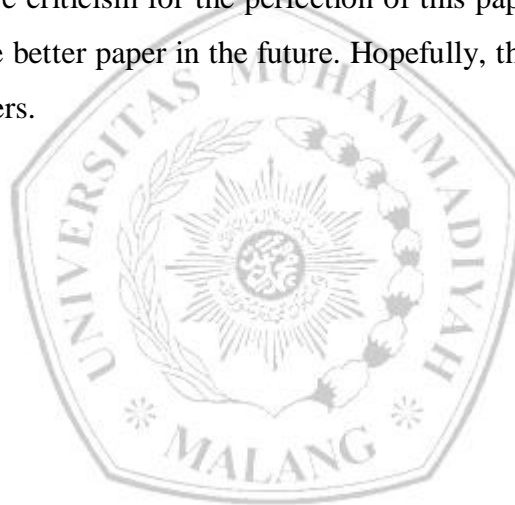 e criticism for the perfection of this pap
e better paper in the future. Hopefully, th
ers.
UNIVERSITAS MUHAMMADIYAH
MALANG